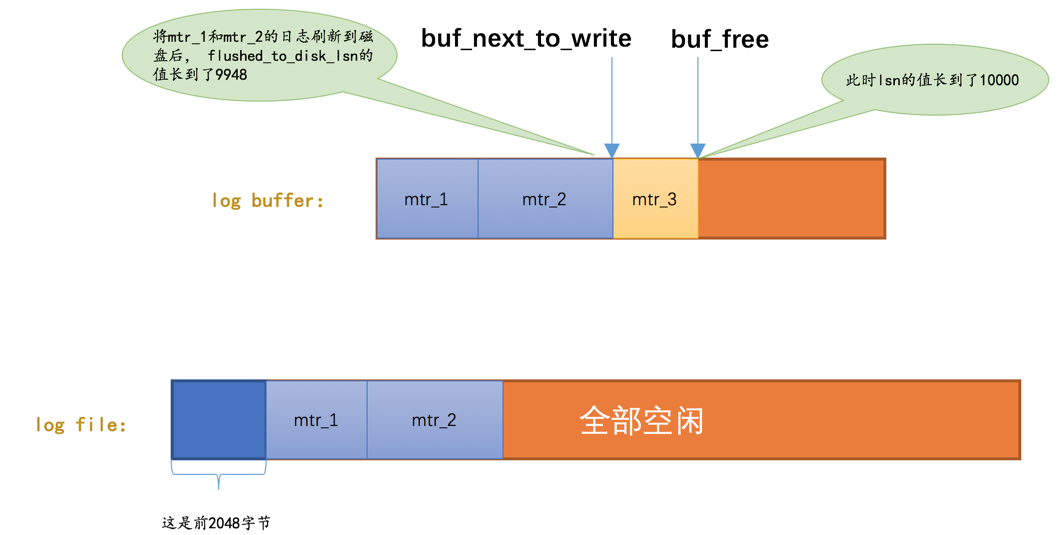 将mtr_1和mtr_2的日志刷新到磁
盘后， flushed_to_disk_lsn的
值长到了9948
buf_next_to_write
buf_free
此时lsn的值长到了10000
log buffer:
mtr_1
mtr_2
mtr_3
log file:
mtr_1
mtr_2
全部空闲
这是前2048字节